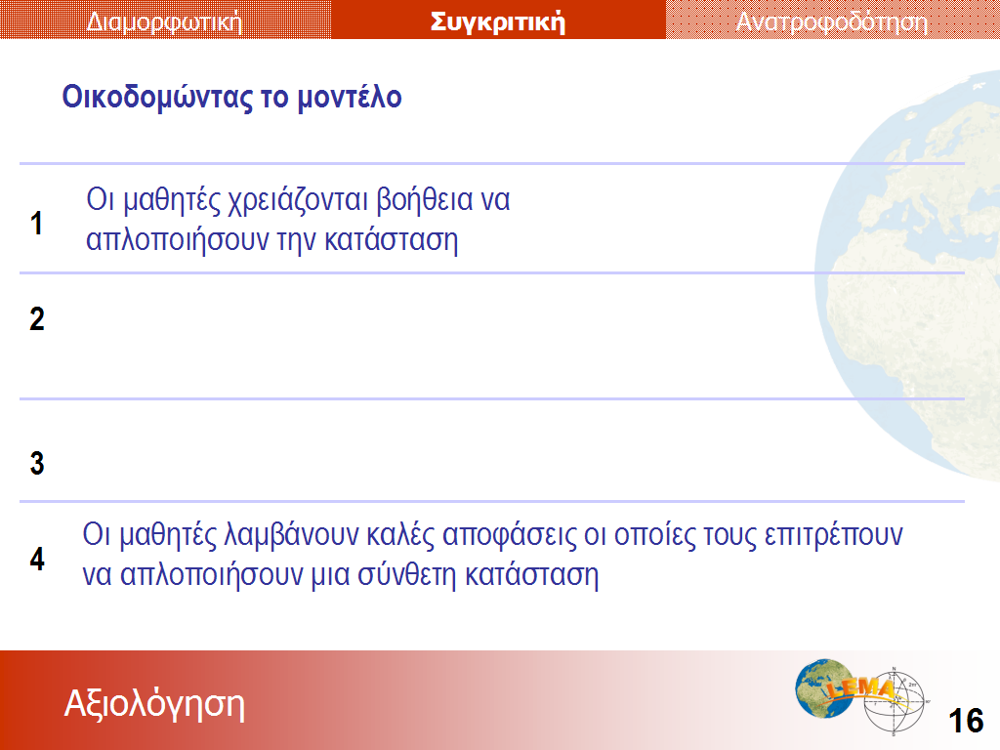 Διαμορφωτική Συγκριτική Ανατροφοδότηση
Οικοδομώντας το μοντέλο
1 Οι μαθητές χρειάζονται βοήθεια να
απλοποιήσουν την κατάσταση
2
3
4 Οι μαθητές λαμβάνουν καλές αποφάσεις οι οποίες τους επιτρέπουν
να απλοποιήσουν μια σύνθετη κατάσταση
Αξιολόγηση
LEMA
16